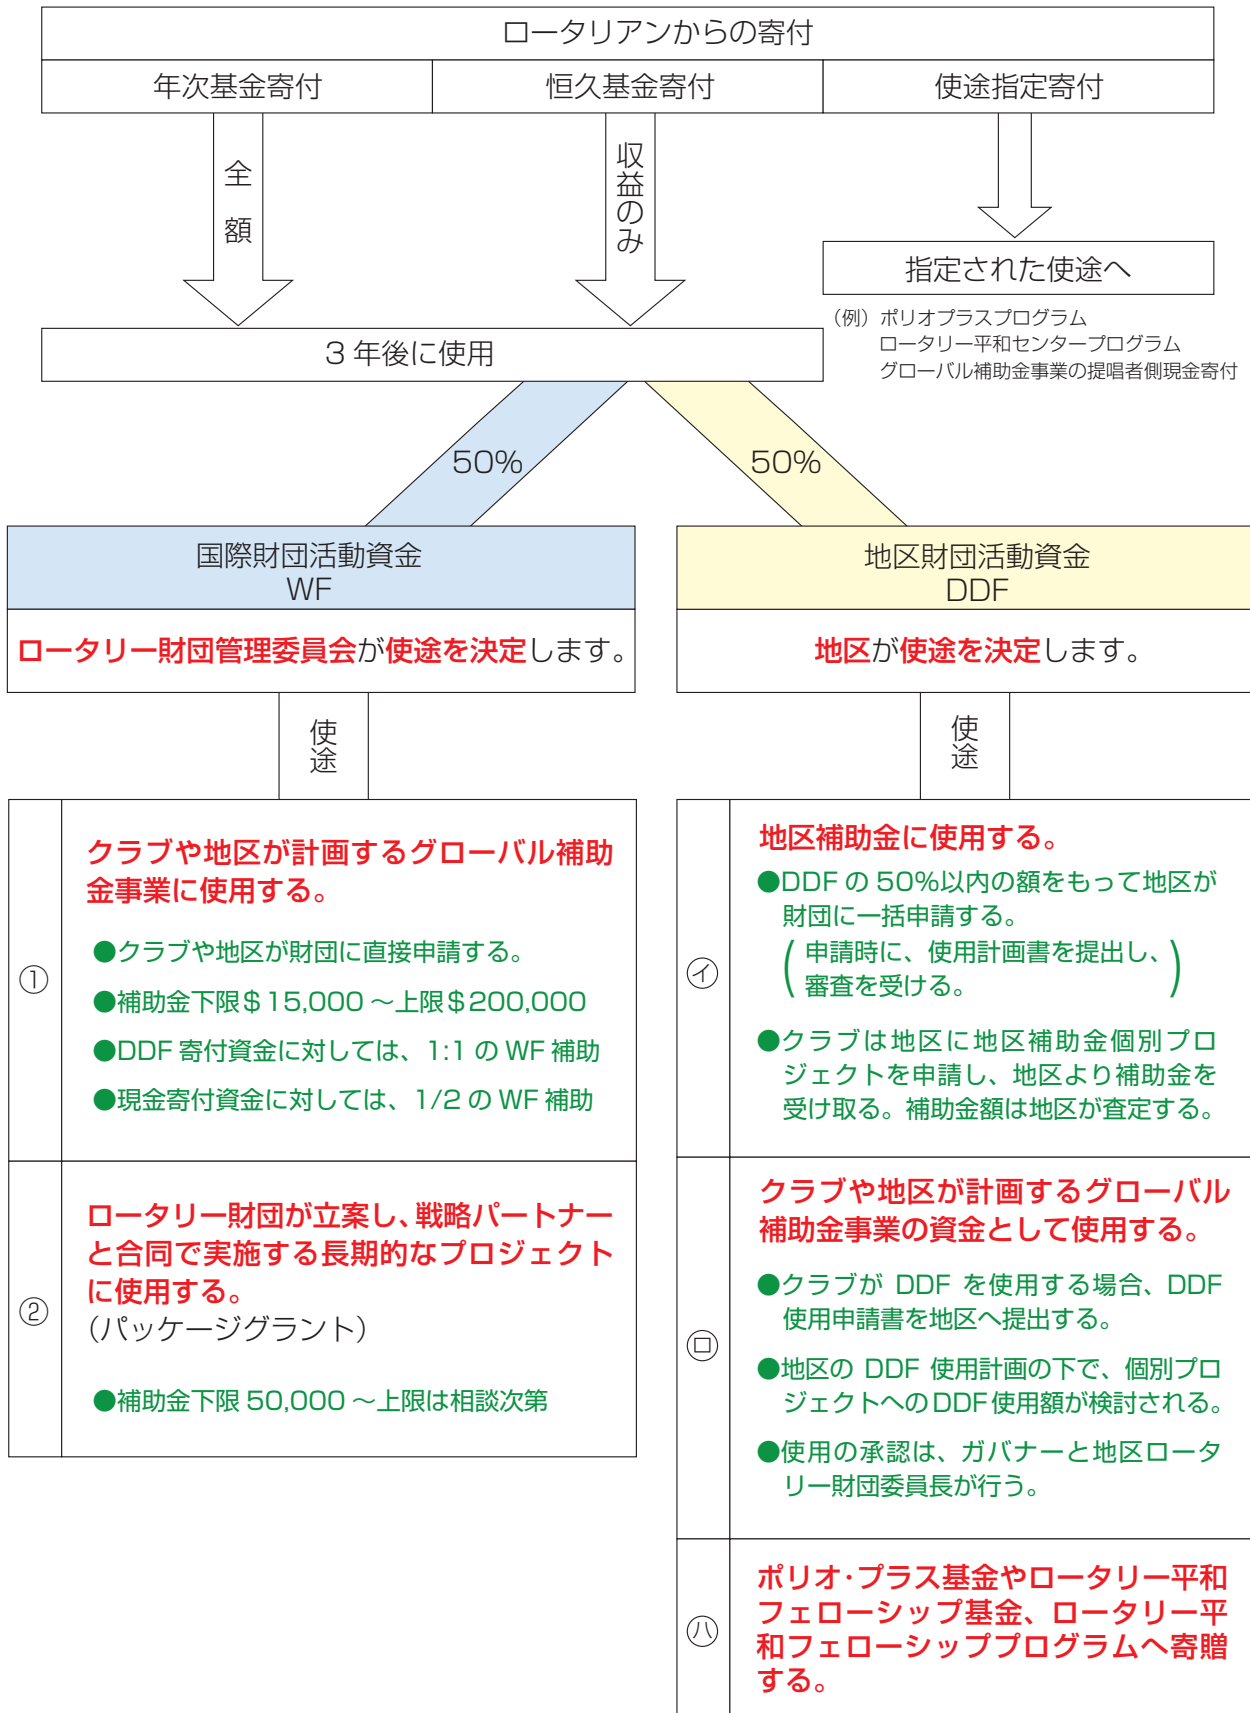 ロータリアンからの寄付
年次基金寄付
恒久基金寄付
使途指定寄付
全額
収益のみ
指定された使途へ
(例) ポリオプラスプログラム
ロータリー平和センタープログラム
グローバル補助金事業の提唱者側現金寄付
3年後に使用
50%
50%
国際財団活動資金
WF
ロータリー財団管理委員会が使途を決定します。
使途
①
クラブや地区が計画するグローバル補助
金事業に使用する。
●クラブや地区が財団に直接申請する。
●補助金下限$15,000～上限$200,000
●DDF寄付資金に対しては、1:1のWF補助
●現金寄付資金に対しては、1/2のWF補助
②
ロータリー財団が立案し、戦略パートナー
と合同で実施する長期的なプロジェクト
に使用する。
(パッケージグラント)
●補助金下限50,000～上限は相談次第
地区財団活動資金
DDF
地区が使途を決定します。
使途
㋑
地区補助金に使用する。
●DDFの50%以内の額をもって地区が
財団に一括申請する。
(申請時に、使用計画書を提出し、
審査を受ける。)
●クラブは地区に地区補助金個別プロ
ジェクトを申請し、地区より補助金を
受け取る。補助金額は地区が査定する。
㋺
クラブや地区が計画するグローバル
補助金事業の資金として使用する。
●クラブが DDF を使用する場合、DDF
使用申請書を地区へ提出する。
●地区の DDF 使用計画の下で、個別プロ
ジェクトへのDDF使用額が検討される。
●使用の承認は、ガバナーと地区ロータ
リー財団委員長が行う。
㋩
ポリオ・プラス基金やロータリー平和
フェローシップ基金、ロータリー平
和フェローシッププログラムへ寄贈
する。